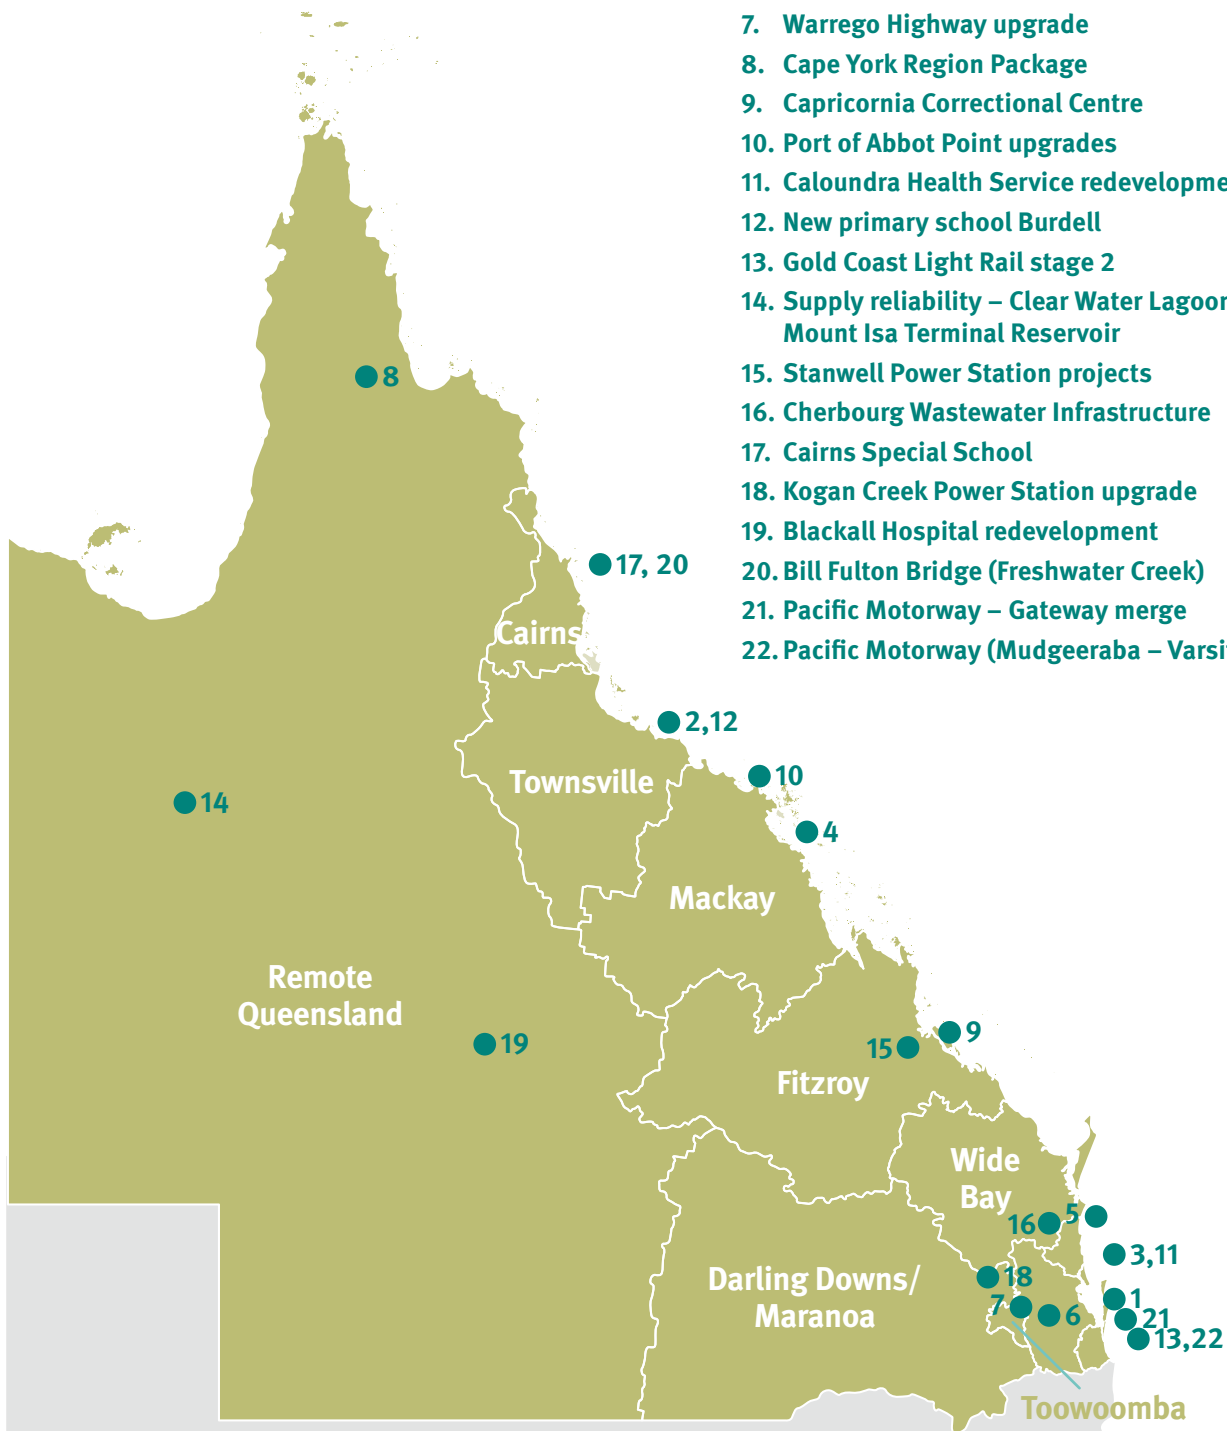 7. Warrego Highway upgrade
8. Cape York Region Package
9. Capricornia Correctional Centre
10. Port of Abbot Point upgrades
11. Caloundra Health Service redevelopme
12. New primary school Burdell
13. Gold Coast Light Rail stage 2
14. Supply reliability – Clear Water Lagoon
Mount Isa Terminal Reservoir
15. Stanwell Power Station projects
16. Cherbourg Wastewater Infrastructure
17. Cairns Special School
18. Kogan Creek Power Station upgrade
19. Blackall Hospital redevelopment
20. Bill Fulton Bridge (Freshwater Creek)
21. Pacific Motorway – Gateway merge
22. Pacific Motorway (Mudgeeraba – Varsit
8
17, 20
Cairns
2,12
Townsville
10
14
4
Mackay
Remote
Queensland
19
9
15
Fitzroy
Wide
Bay
16
5
3,11
18
Darling Downs/
Maranoa
7
6
1
21
13,22
Toowoomba